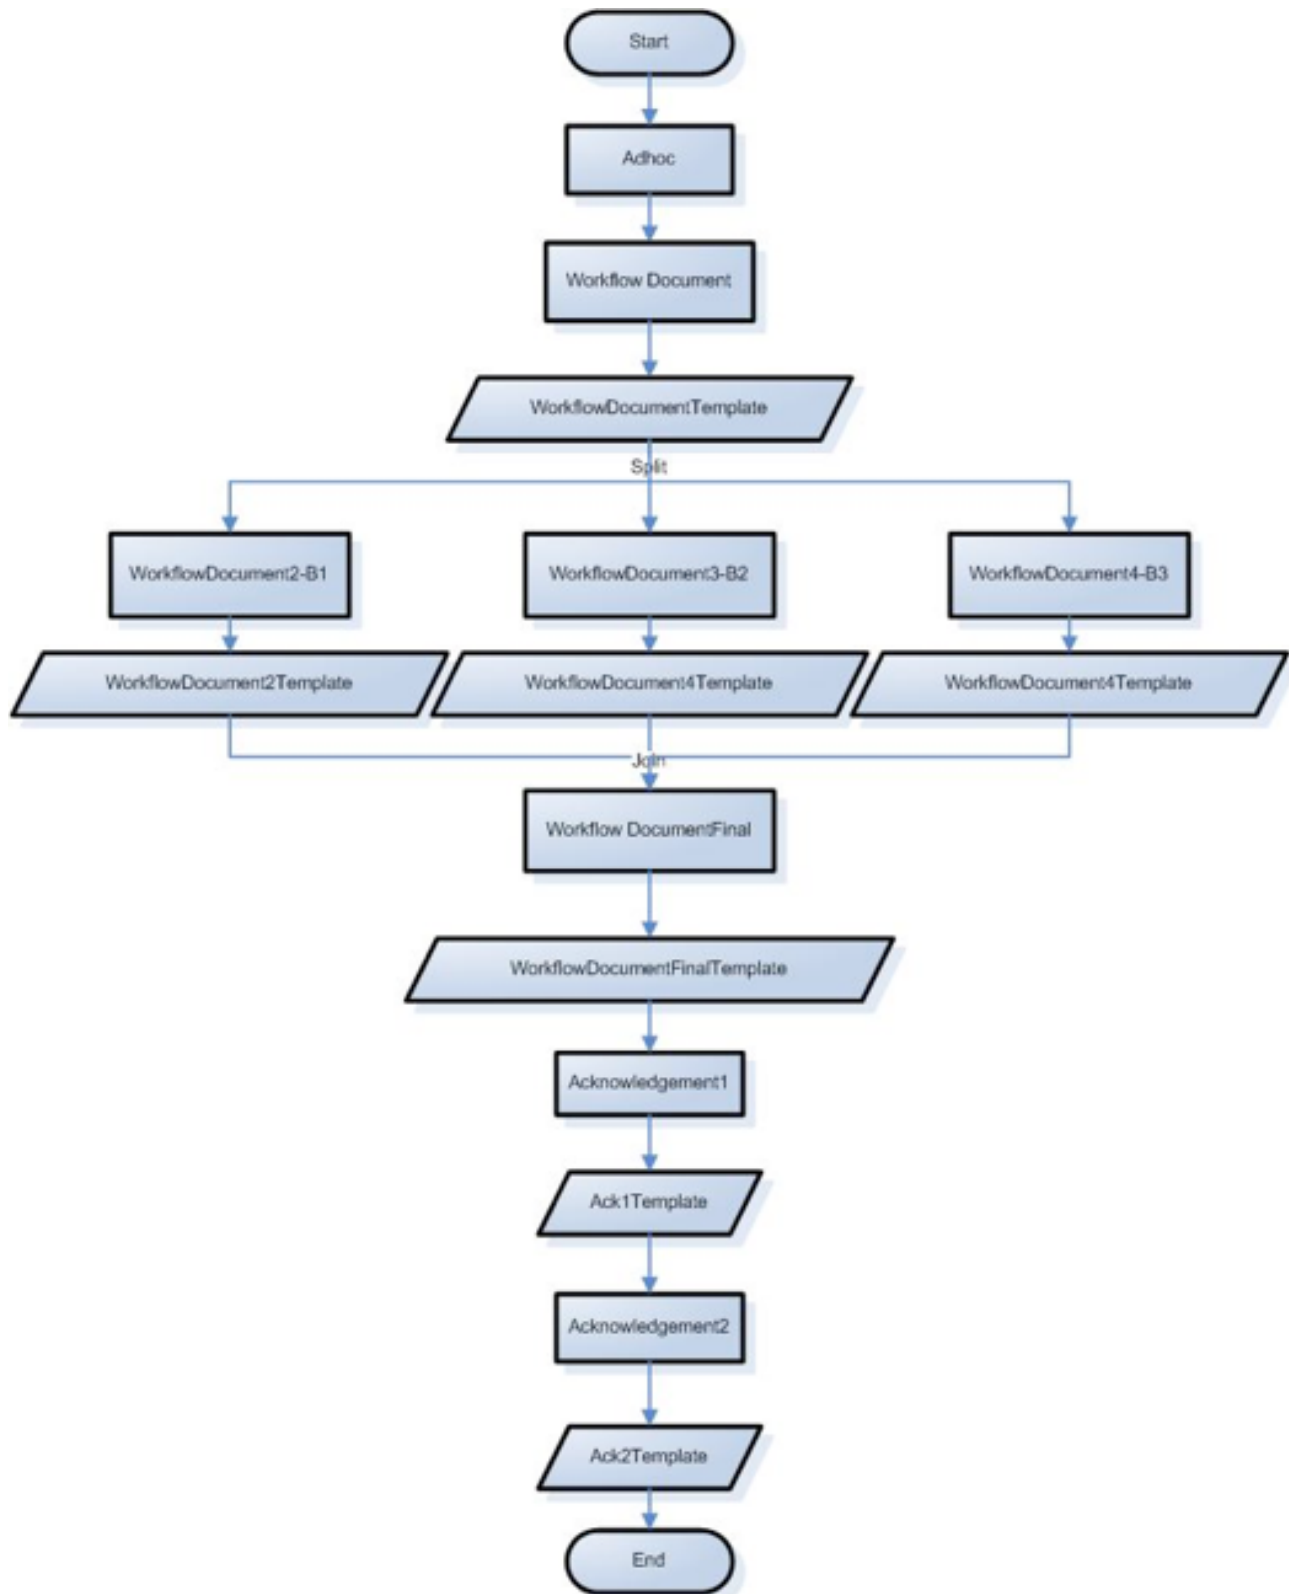 Start
Adhoc
Workflow Document
WorkflowDocumentTemplate
Split
WorkflowDocument2-B1
WorkflowDocument3-B2
WorkflowDocument4-B3
WorkflowDocument2Template
WorkflowDocument4Template
WorkflowDocument4Template
Join
Workflow DocumentFinal
WorkflowDocumentFinalTemplate
Acknowledgement1
Ack1Template
Acknowledgement2
Ack2Template
End